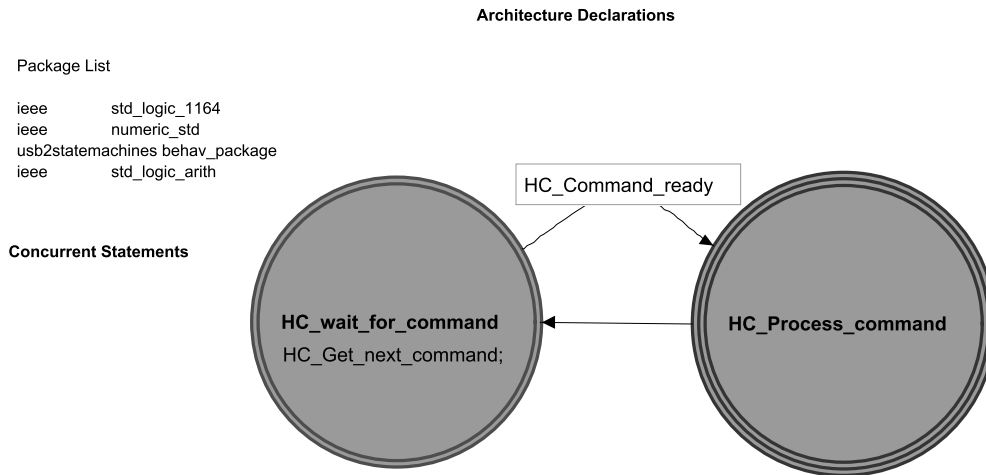 Architecture Declarations
Package List
ieee std_logic_1164
ieee numeric_std
usb2statemachines behav_package
ieee std_logic_arith
HC_Command_ready
Concurrent Statements
HC_wait_for_command
HC_Get_next_command;
HC_Process_command